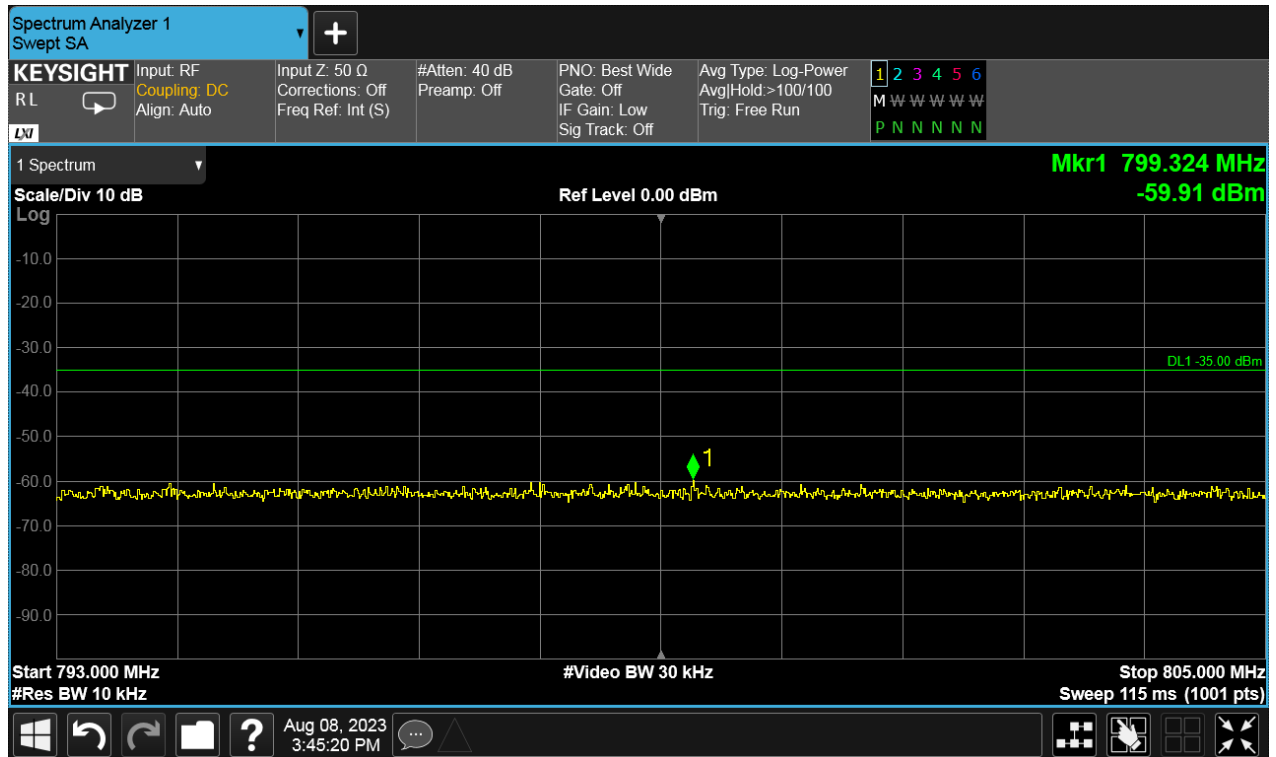 Spectrum Analyzer 1
Swept SA
KEYSIGHT
RL
LXI
Input: RF
Coupling: DC
Align: Auto
Input Z: 50 Ω
Corrections: Off
Freq Ref: Int (S)
#Atten: 40 dB
Preamp: Off
PNO: Best Wide
Gate: Off
IF Gain: Low
Sig Track: Off
Avg Type: Log-Power
Avg|Hold:>100/100
Trig: Free Run
1 2 3 4 5 6
M W W W W W
P N N N N N
1 Spectrum
Mkr1 799.324 MHz
-59.91 dBm
Scale/Div 10 dB
Ref Level 0.00 dBm
Log
-10.0
-20.0
-30.0
DL1 -35.00 dBm
-40.0
-50.0
1
-60.0
-70.0
-80.0
-90.0
Start 793.000 MHz
#Video BW 30 kHz
Stop 805.000 MHz
#Res BW 10 kHz
Sweep 115 ms (1001 pts)
?
Aug 08, 2023
3:45:20 PM